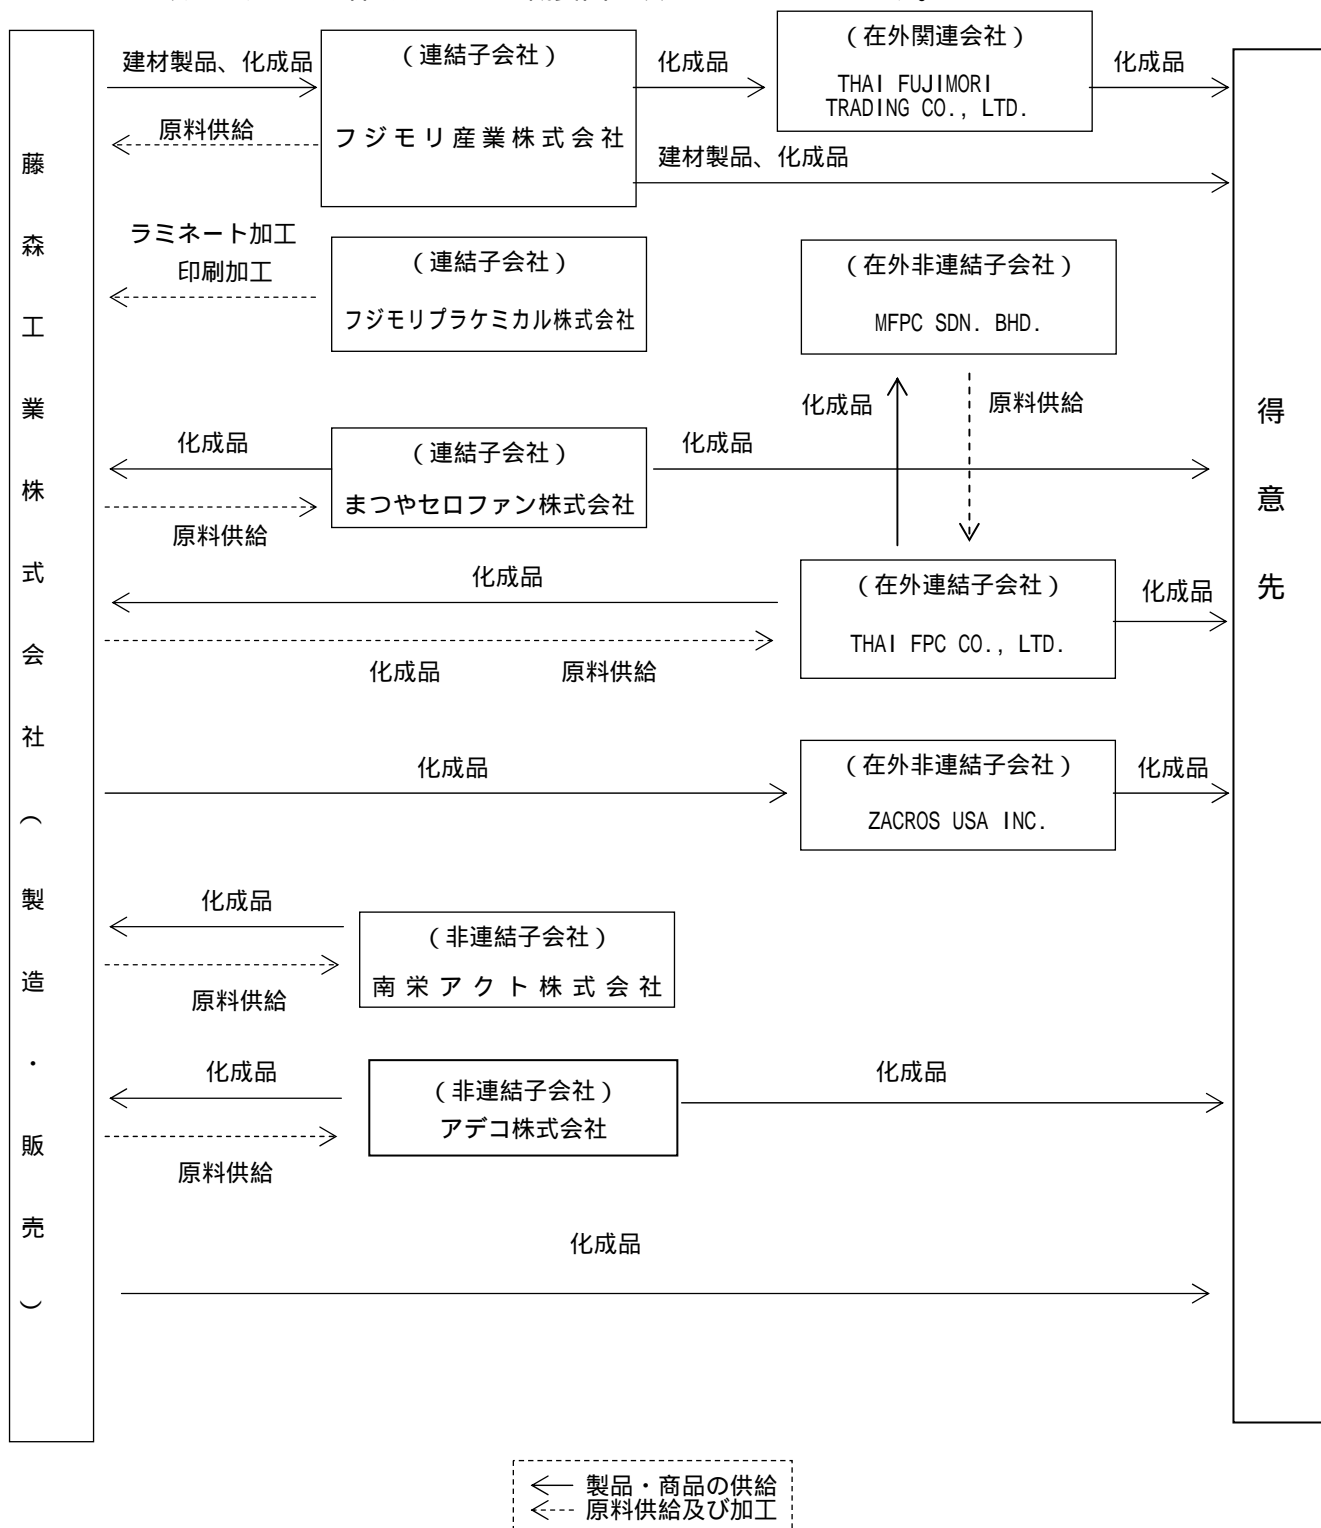 建材製品、化成品
原料供給
(連結子会社)
フジモリ産業株式会社
化成品
(在外関連会社)
THAI FUJIMORI
TRADING CO., LTD.
化成品
建材製品、化成品
ラミネート加工
印刷加工
(連結子会社)
フジモリプラケミカル株式会社
(在外非連結子会社)
MFPC SDN. BHD.
化成品
原料供給
化成品
原料供給
(連結子会社)
まつやセロファン株式会社
化成品
化成品
化成品
原料供給
(在外連結子会社)
THAI FPC CO., LTD.
化成品
化成品
(在外非連結子会社)
ZACROS USA INC.
化成品
化成品
原料供給
(非連結子会社)
南栄アクト株式会社
化成品
原料供給
(非連結子会社)
アデコ株式会社
化成品
化成品
藤森工業株式会社(製造・販売)
得意先
製品・商品の供給
原料供給及び加工